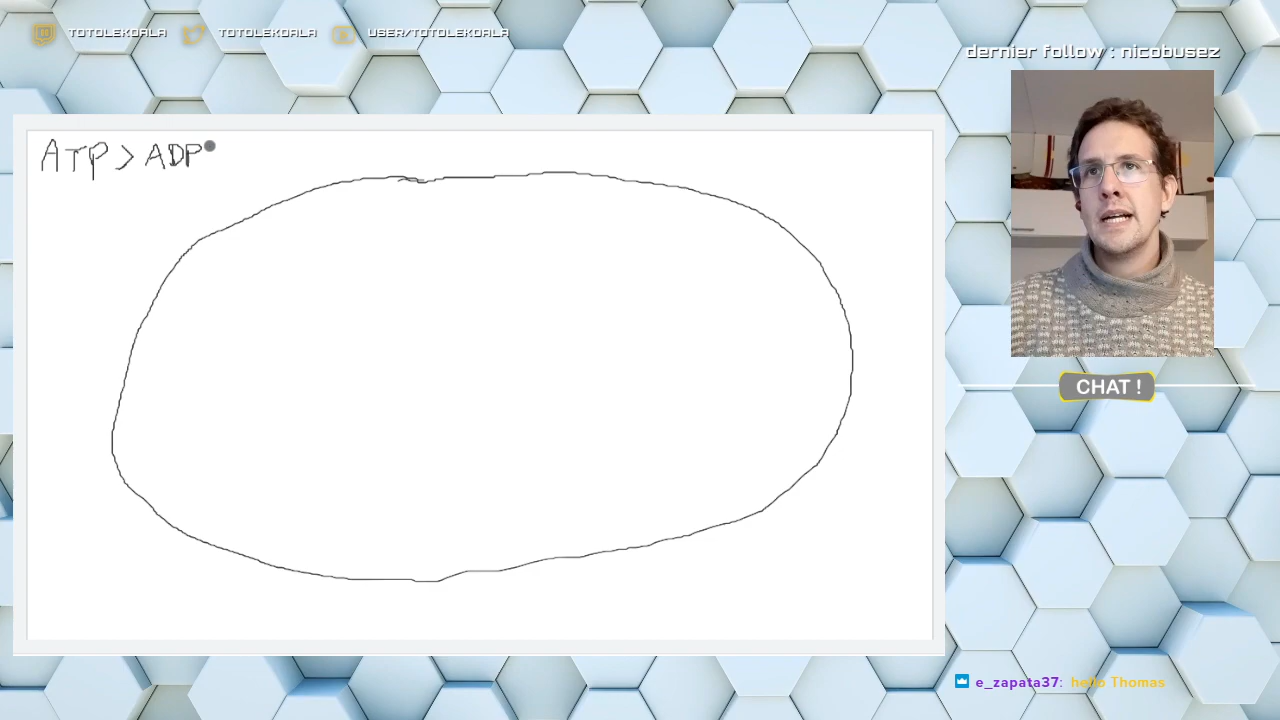 TOTOLEKOALA TOTOLEKOALA USER/TOTOLEKOALA
dernier follow : nicobusez
ATP > ADP
CHAT !
e_zapata37: hello Thomas